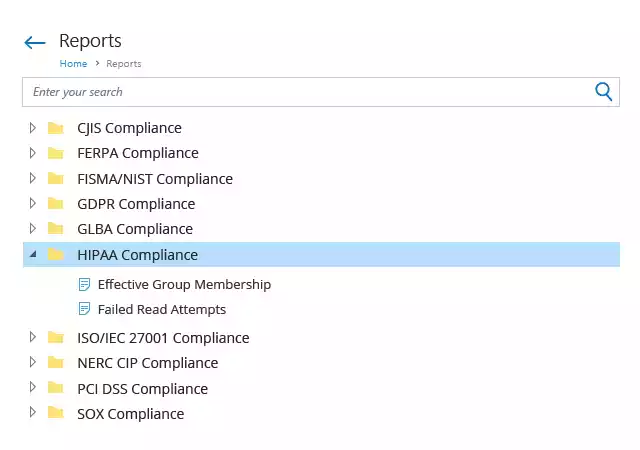 Reports
Home > Reports
Enter your search
CJIS Compliance
FERPA Compliance
FISMA/NIST Compliance
GDPR Compliance
GLBA Compliance
HIPAA Compliance
Effective Group Membership
Failed Read Attempts
ISO/IEC 27001 Compliance
NERC CIP Compliance
PCI DSS Compliance
SOX Compliance